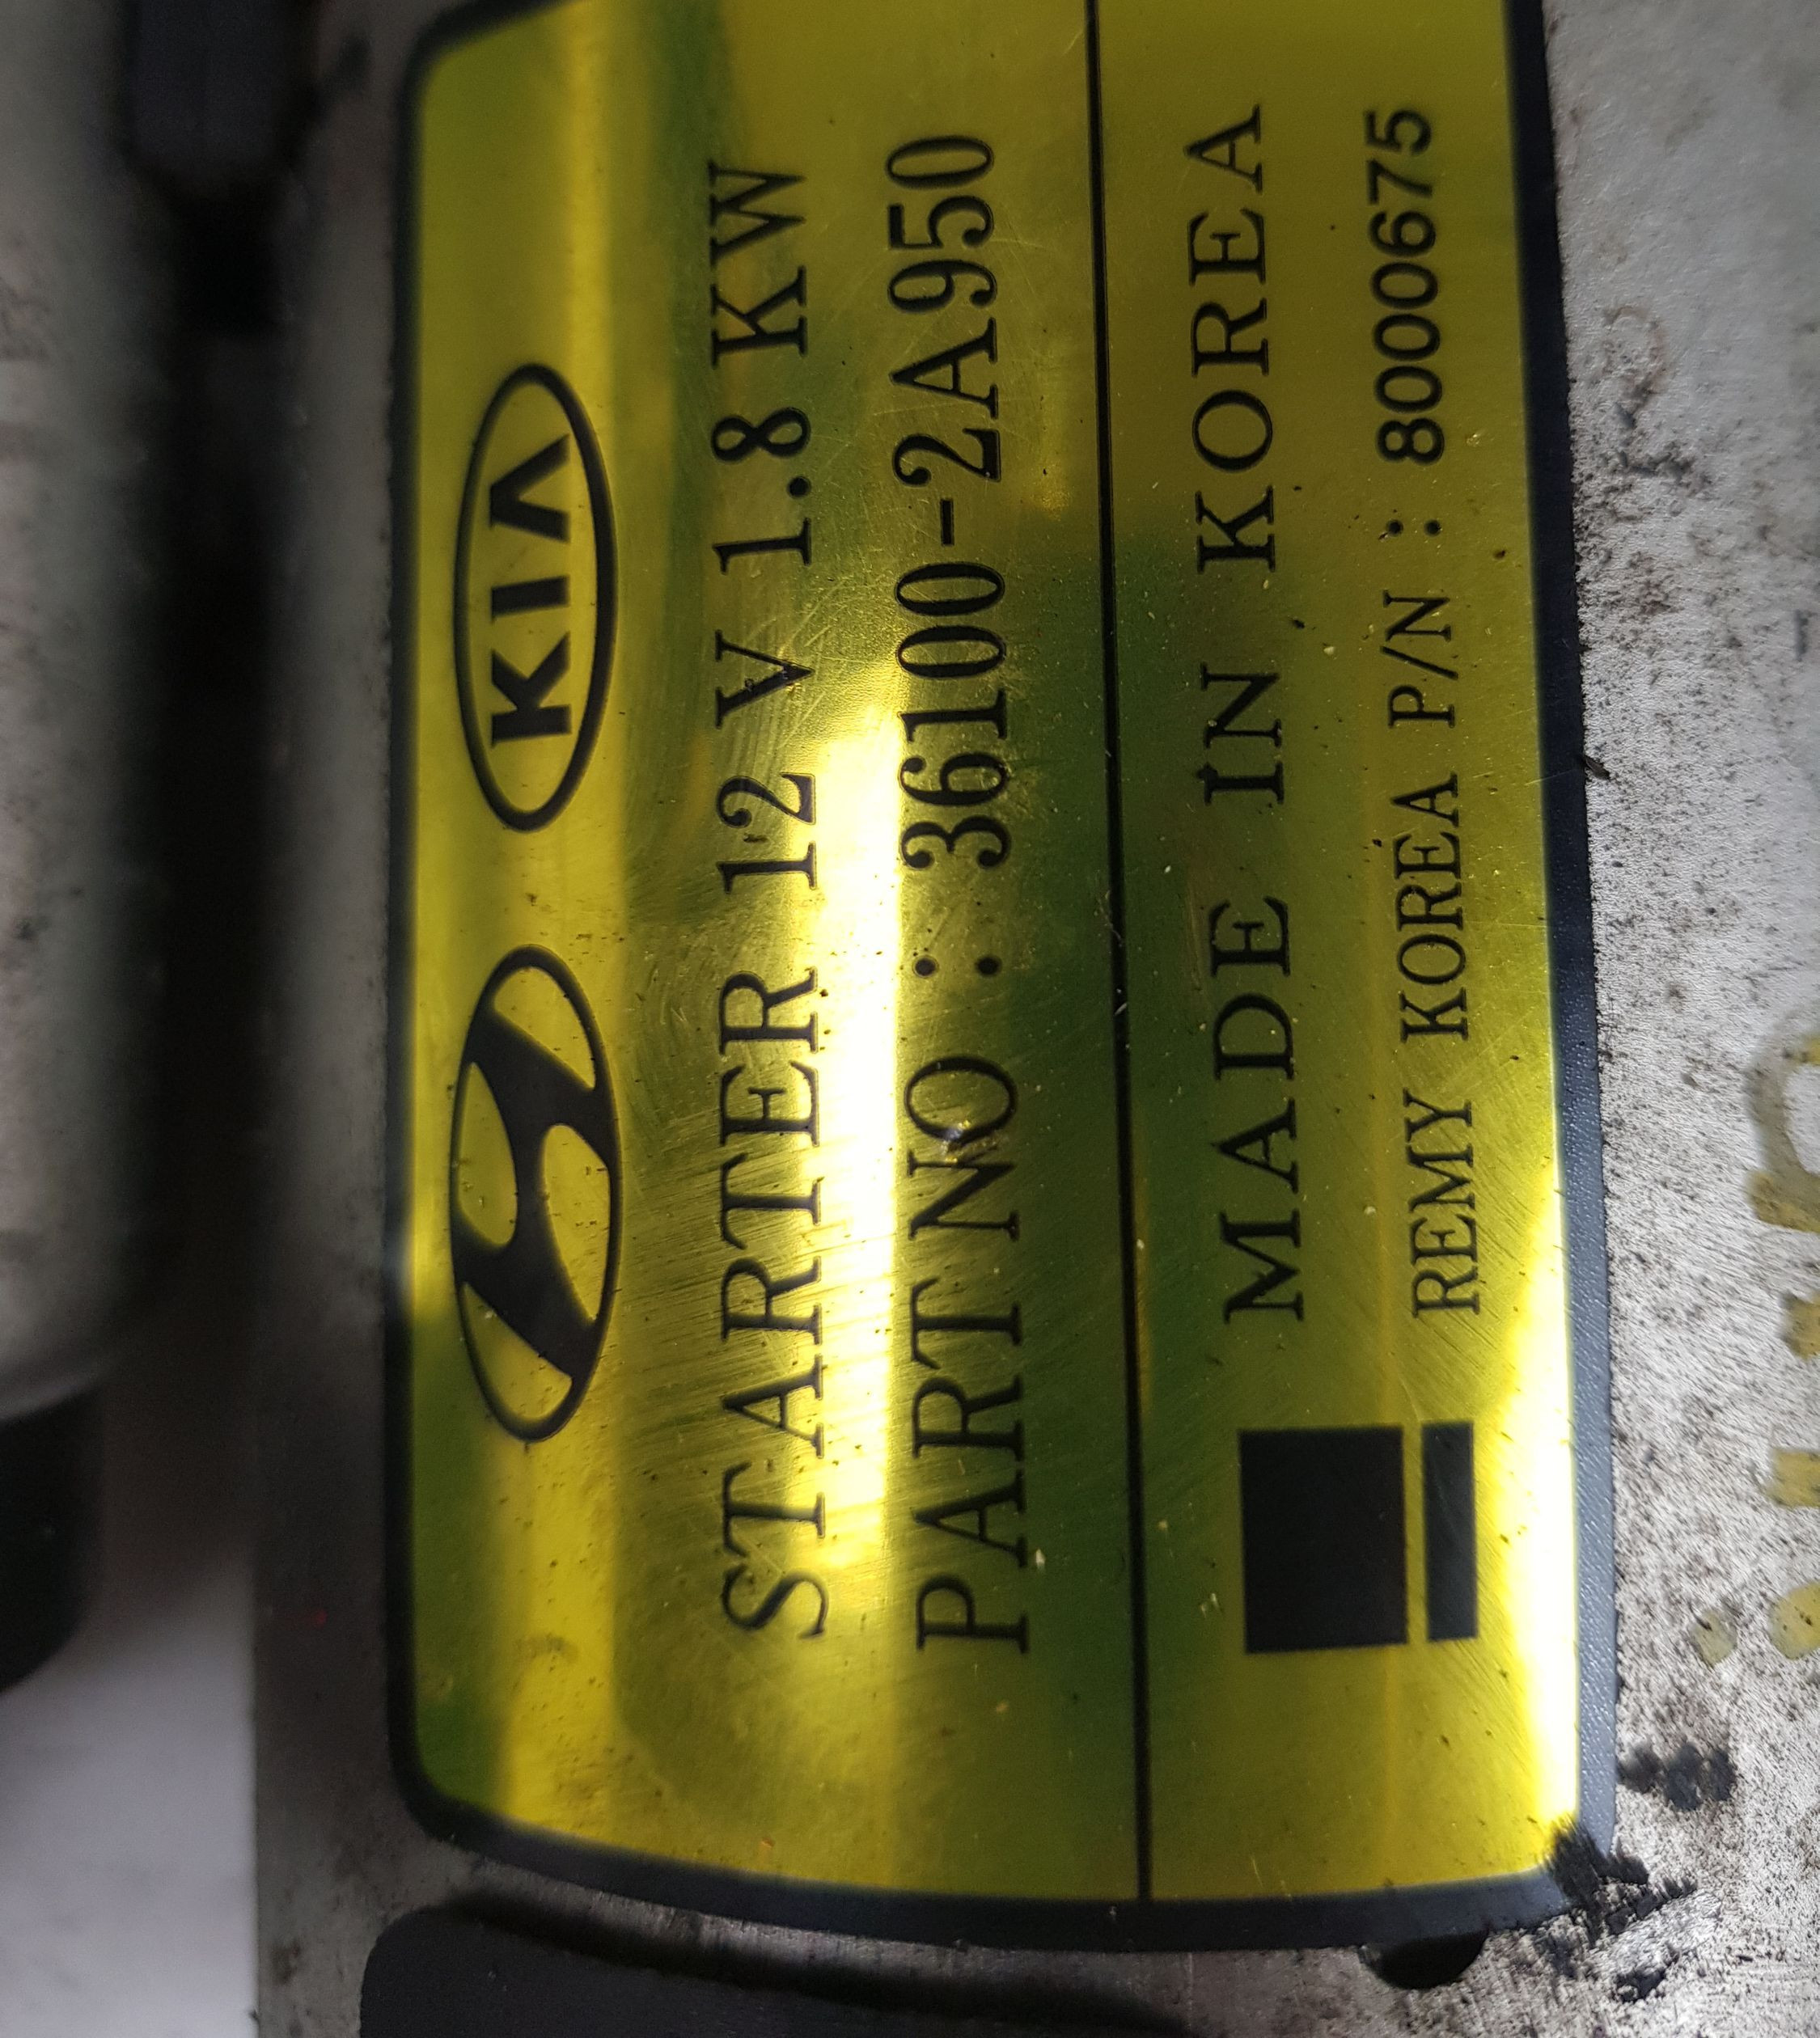 KIA
STARTER 12 V 1.8 KW
PART NO : 36100-2A950
MADE IN KOREA
REMY KOREA P/N : 8000675